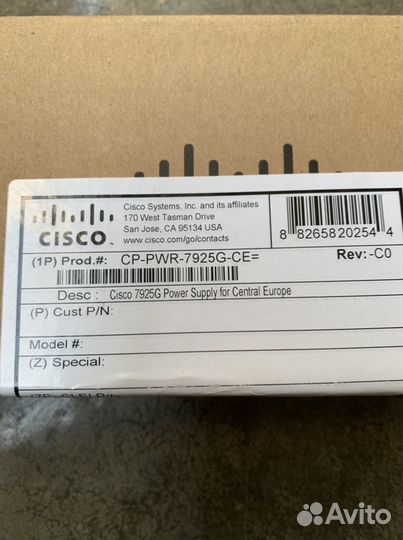 CISCO
Cisco Systems, Inc. and its affiliates
170 West Tasman Drive
San Jose, CA 95134 USA
www.cisco.com/go/contacts
8 82658 20254 4
(1P) Prod.#: CP-PWR-7925G-CE=
Rev: -C0
Desc : Cisco 7925G Power Supply for Central Europe
(P) Cust P/N:
Model #:
(Z) Special:
Avito